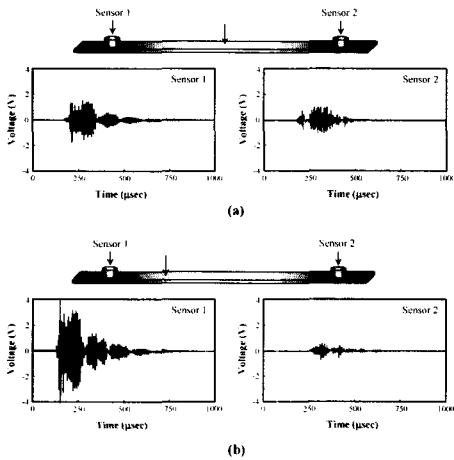 Sensor 1 Sensor 2
4 Sensor 1 4 Sensor 2
2 2
Voltage (V) 0 Voltage (V) 0
-2 -2
-4 -4
0 250 500 750 1000 0 250 500 750 1000
Time (μsec) Time (μsec)
(a)
Sensor 1 Sensor 2
4 Sensor 1 4 Sensor 2
2 2
Voltage (V) 0 Voltage (V) 0
-2 -2
-4 -4
0 250 500 750 1000 0 250 500 750 1000
Time (μsec) Time (μsec)
(b)